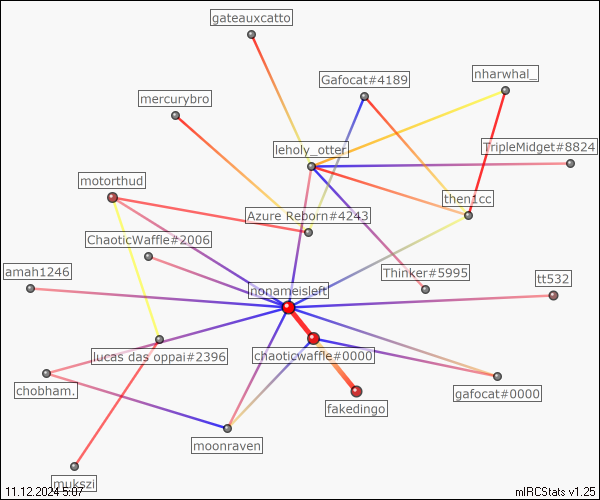 gateauxcatto
Gafocat#4189
nharwhal_
mercurybro
leholy_otter
TripleMidget#8824
motorthud
then1cc
Azure Reborn#4243
ChaoticWaffle#2006
amah1246
Thinker#5995
tt532
nonameisleft
lucas das oppai#2396
chaoticwaffle#0000
chobham.
gafocat#0000
fakedingo
moonraven
mukszi
11.12.2024 5:07
mIRCStats v1.25